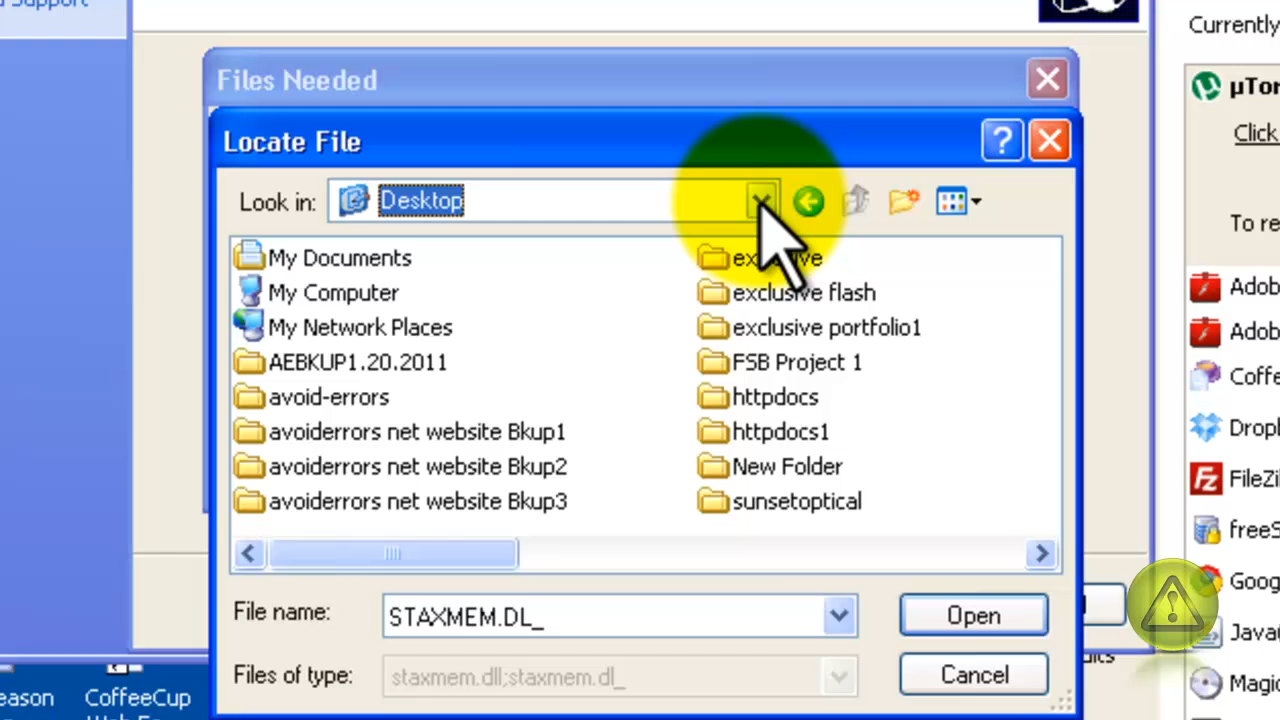 Support
Currently
Files Needed
µTor
Locate File
Click
Look in:
Desktop
To re
My Documents
My Computer
My Network Places
AEBKUP1.20.2011
avoid-errors
avoiderrors net website Bkup1
avoiderrors net website Bkup2
avoiderrors net website Bkup3
exclusive flash
exclusive portfolio1
FSB Project 1
httpdocs
httpdocs1
New Folder
sunsetoptical
Adob
Adob
Coffe
Dropb
FileZil
freeS
Goog
Java(
Magic
File name:
STAXMEM.DL_
Open
Files of type:
staxmem.dll;staxmem.dl_
Cancel
eason
CoffeeCup